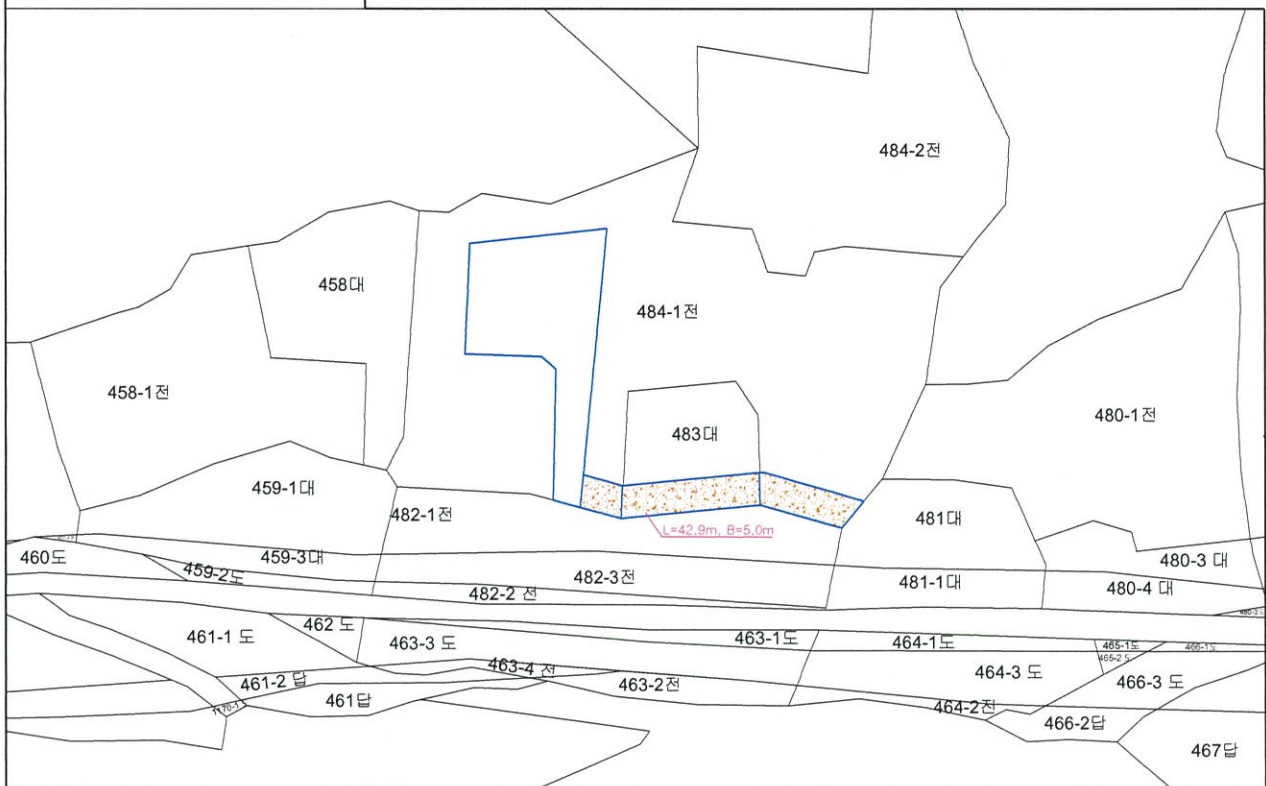 484-2전
458대
484-1전
458-1전
480-1전
483대
459-1대
482-1전
481대
L=42.9m, B=5.0m
460도
459-3대
480-3 대
459-2도
482-3전
481-1대
480-4 대
482-2 전
462 도
461-1 도
463-3 도
463-1도
464-1도
465-1도
466-1도
465-2 도
463-4 전
464-3 도
461-2 답
463-2전
466-3 도
461답
464-2전
466-2답
467답